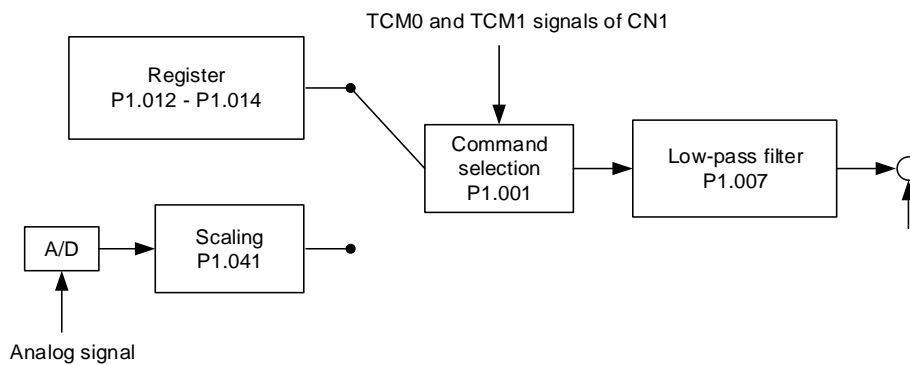 TCM0 and TCM1 signals of CN1
Register
P1.012 - P1.014
Command
selection
P1.001
Low-pass filter
P1.007
A/D
Scaling
P1.041
Analog signal